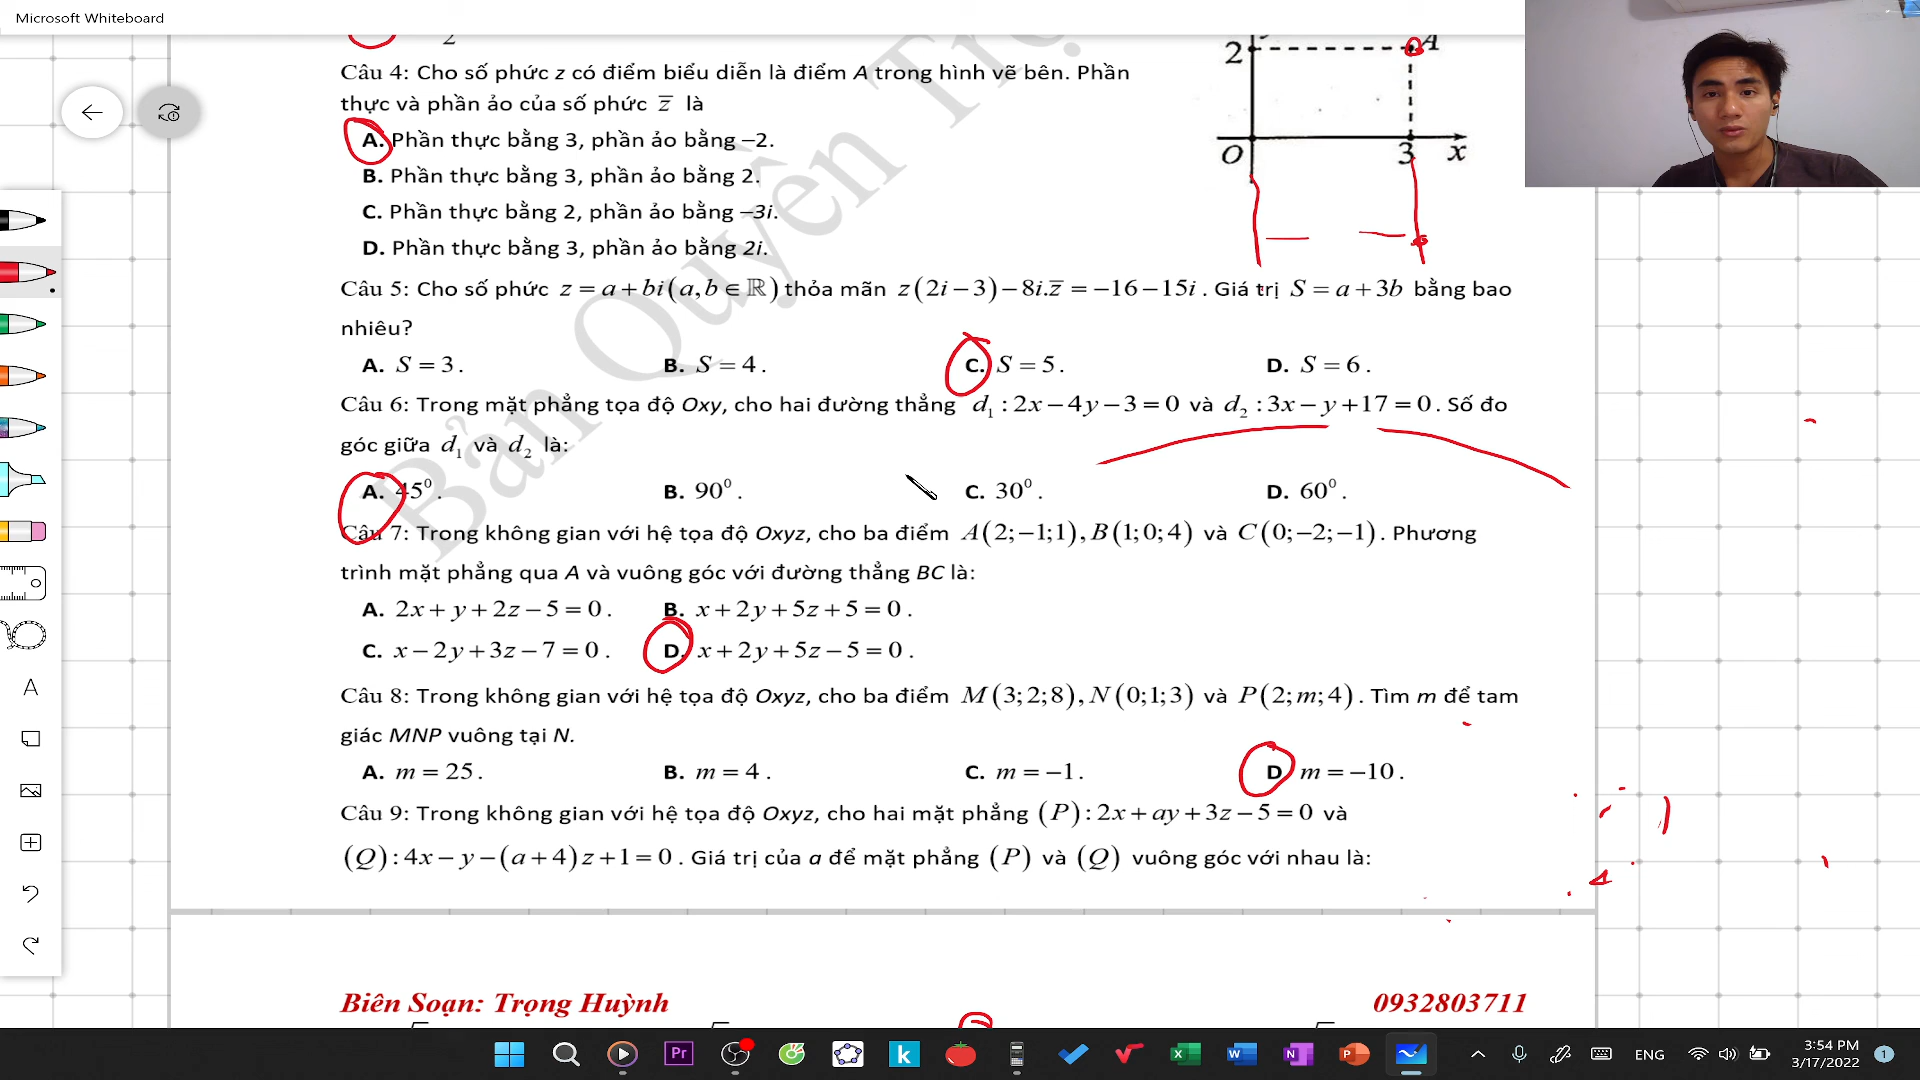 Microsoft Whiteboard
2
2
A
O
3
x
Câu 4: Cho số phức z có điểm biểu diễn là điểm A trong hình vẽ bên. Phần
thực và phần ảo của số phức z̅ là
A. Phần thực bằng 3, phần ảo bằng –2.
B. Phần thực bằng 3, phần ảo bằng 2.
C. Phần thực bằng 2, phần ảo bằng –3i.
D. Phần thực bằng 3, phần ảo bằng 2i.
Câu 5: Cho số phức z = a + bi (a, b ∈ ℝ) thỏa mãn z(2i − 3) − 8i.z̅ = −16 − 15i. Giá trị S = a + 3b bằng bao
nhiêu?
A. S = 3. B. S = 4. C. S = 5. D. S = 6.
Câu 6: Trong mặt phẳng tọa độ Oxy, cho hai đường thẳng d₁ : 2x − 4y − 3 = 0 và d₂ : 3x − y + 17 = 0. Số đo
góc giữa d₁ và d₂ là:
A. 45⁰. B. 90⁰. C. 30⁰. D. 60⁰.
Câu 7: Trong không gian với hệ tọa độ Oxyz, cho ba điểm A(2;−1;1), B(1;0;4) và C(0;−2;−1). Phương
trình mặt phẳng qua A và vuông góc với đường thẳng BC là:
A. 2x + y + 2z − 5 = 0. B. x + 2y + 5z + 5 = 0.
C. x − 2y + 3z − 7 = 0. D. x + 2y + 5z − 5 = 0.
Câu 8: Trong không gian với hệ tọa độ Oxyz, cho ba điểm M(3;2;8), N(0;1;3) và P(2;m;4). Tìm m để tam
giác MNP vuông tại N.
A. m = 25. B. m = 4. C. m = −1. D. m = −10.
Câu 9: Trong không gian với hệ tọa độ Oxyz, cho hai mặt phẳng (P) : 2x + ay + 3z − 5 = 0 và
(Q) : 4x − y − (a + 4)z + 1 = 0. Giá trị của a để mặt phẳng (P) và (Q) vuông góc với nhau là:
Bản Quyền Trọ
Biên Soạn: Trọng Huỳnh 0932803711
A
Pr
k
ENG
3:54 PM
3/17/2022
1